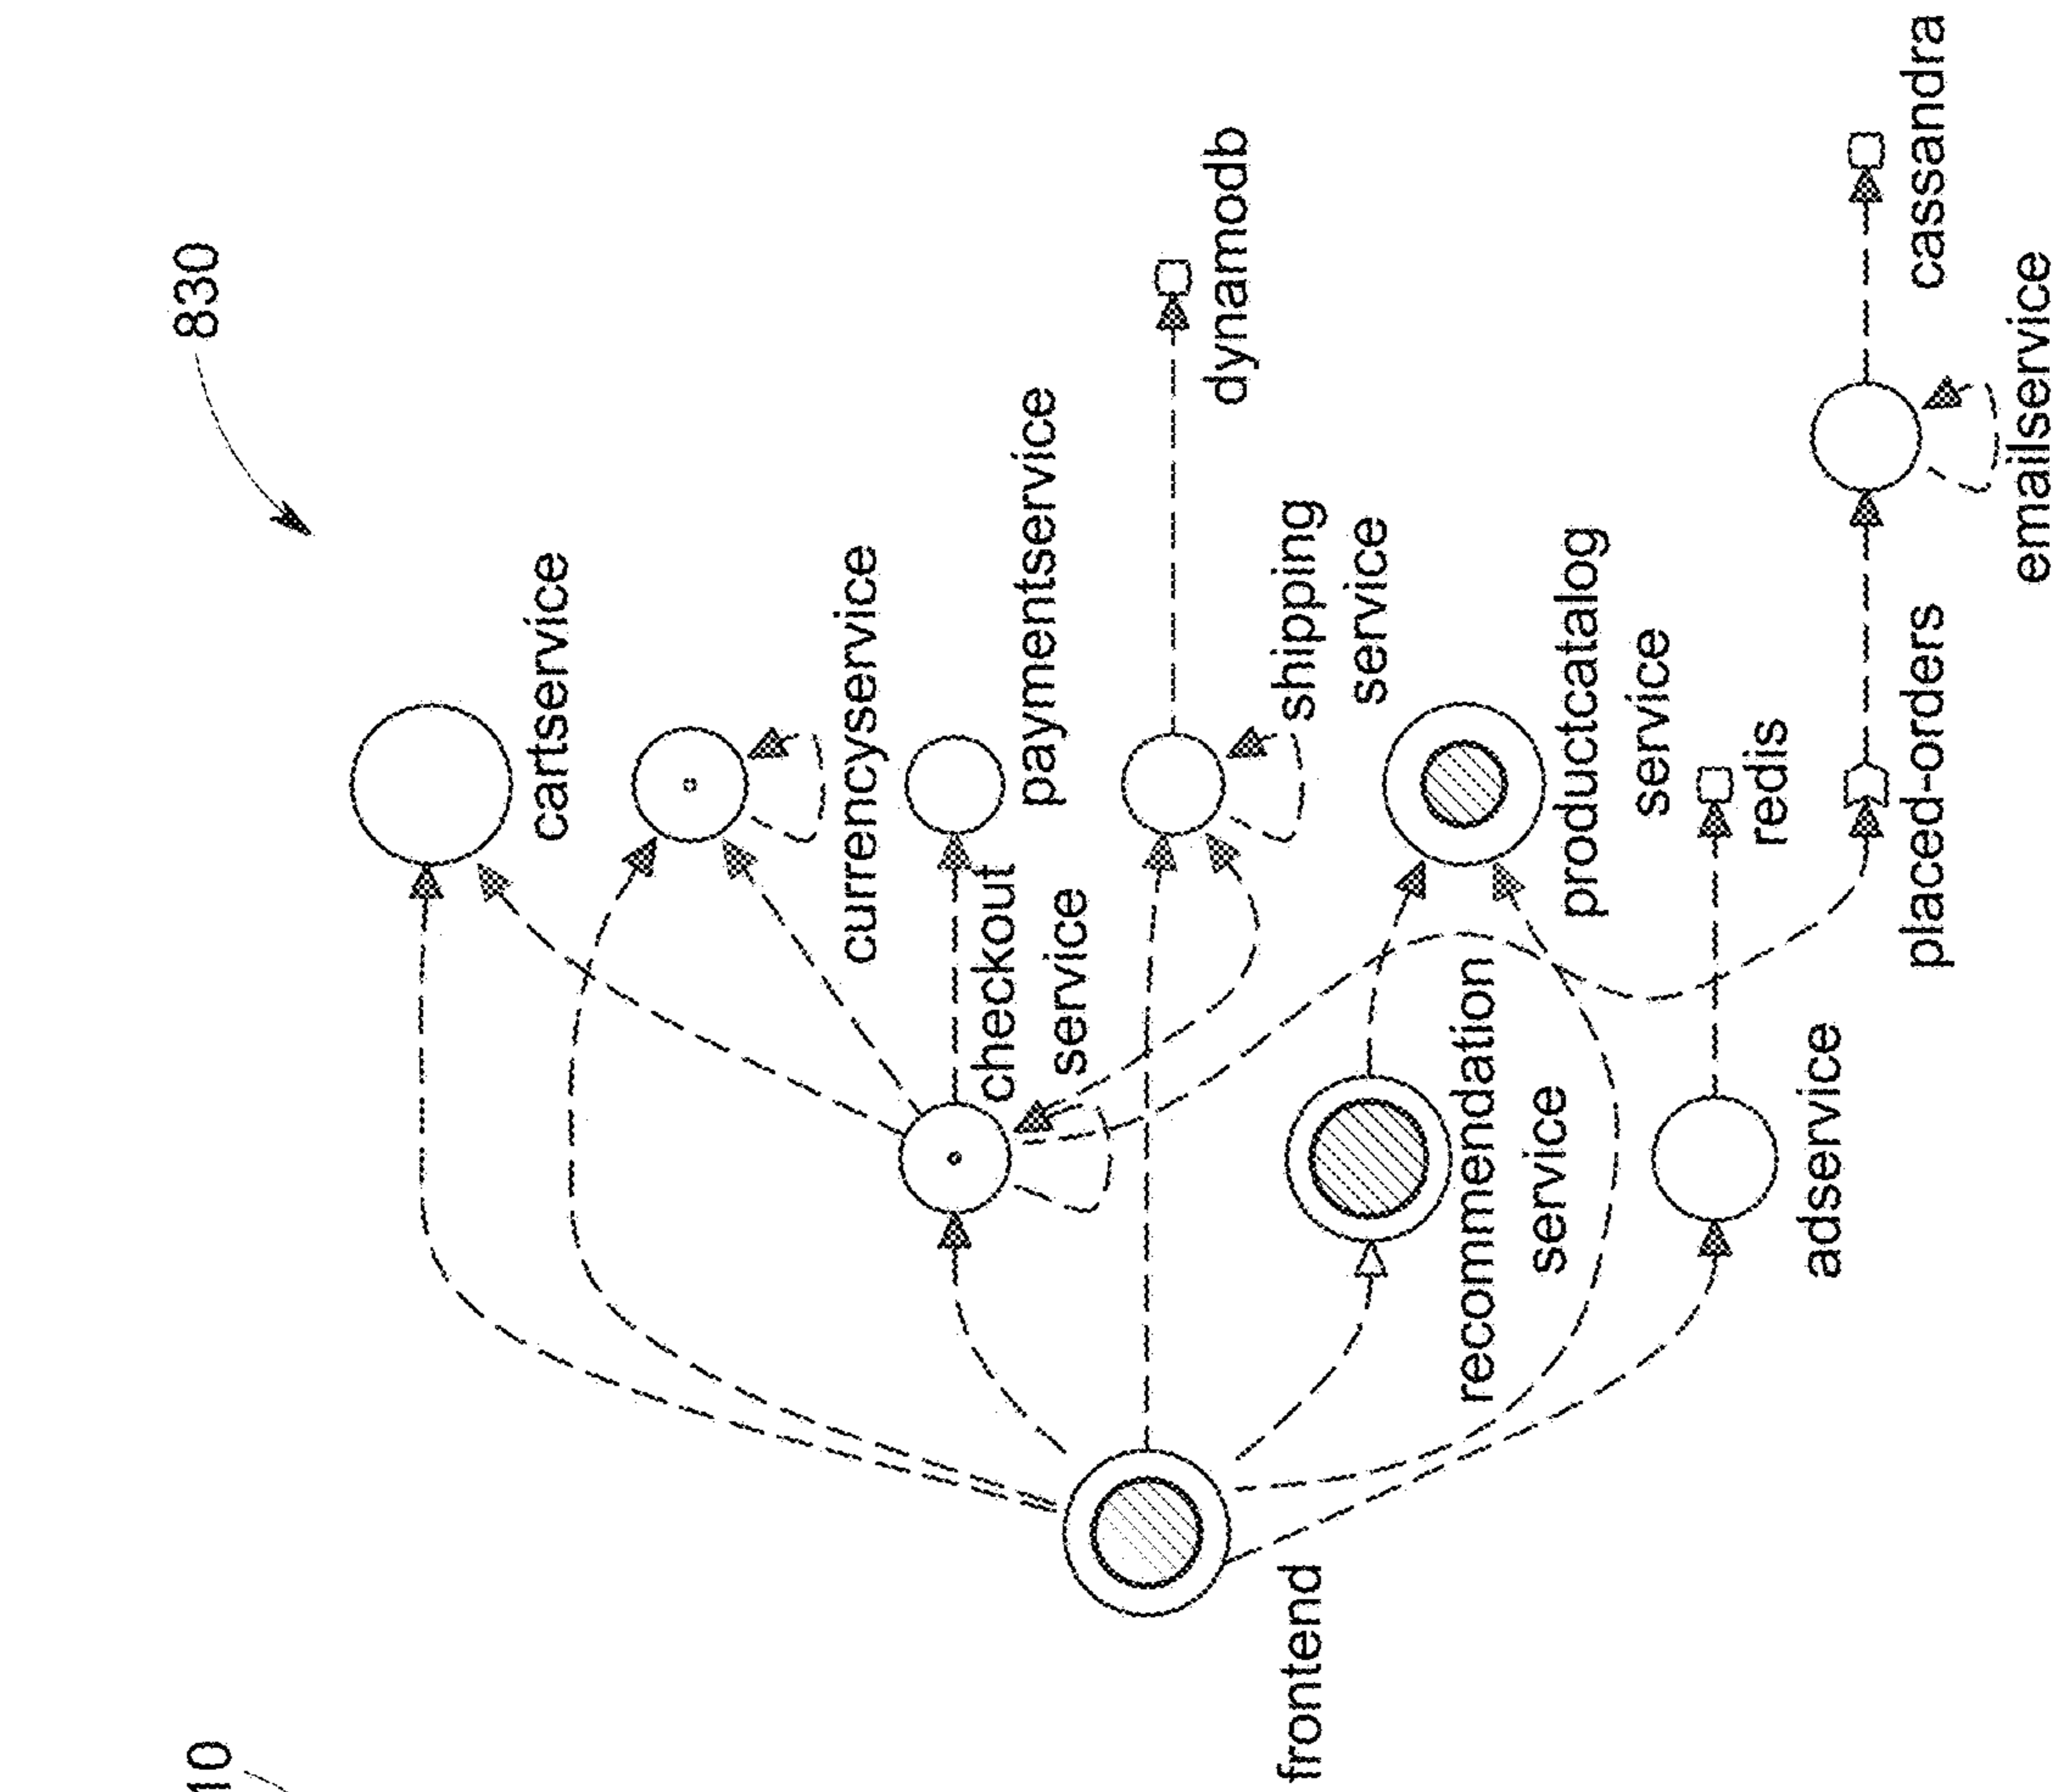 830
cartservice
currencyservice
paymentservice
checkout
service
dynamodb
shipping
service
productcatalog
service
recommendation
service
redis
adservice
placed-orders
cassandra
emailservice
frontend
10